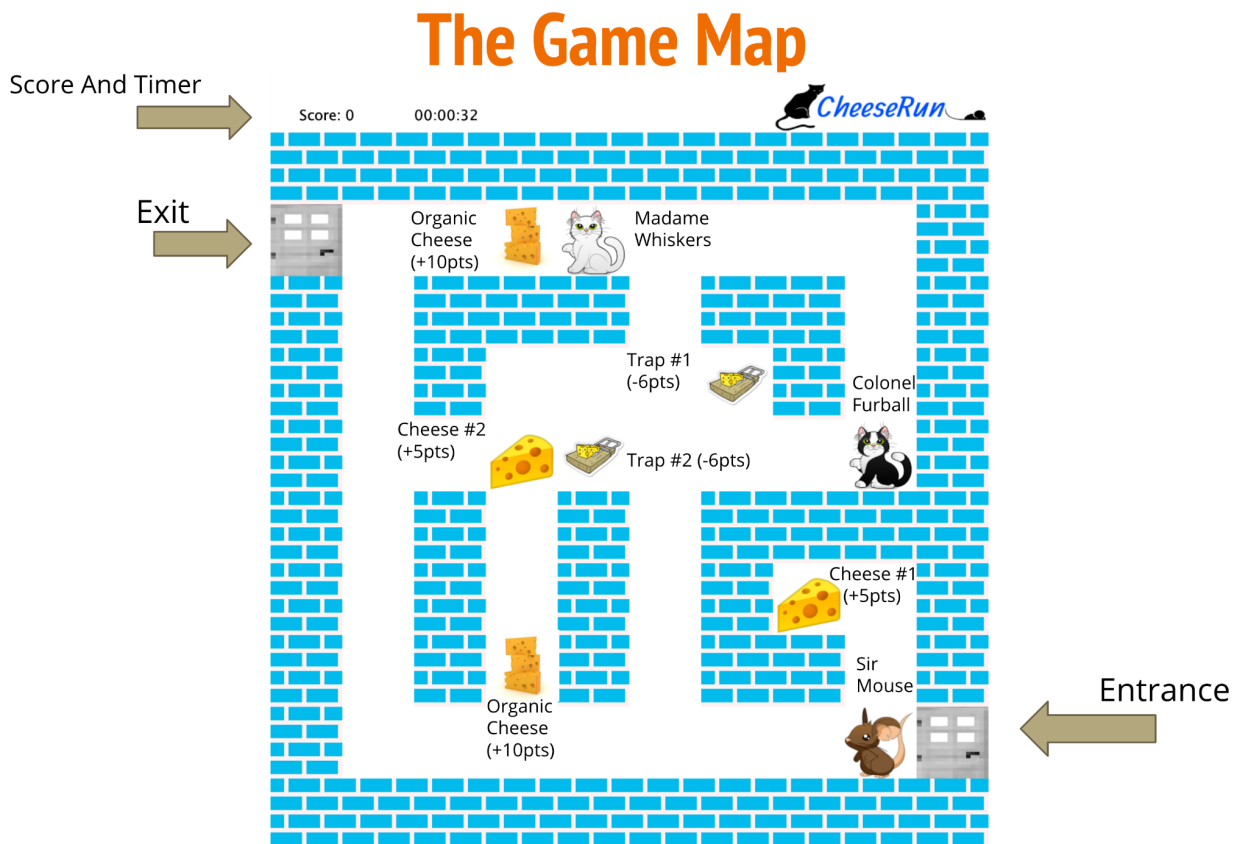 The Game Map
Score And Timer
Score: 0
00:00:32
CheeseRun
Exit
Organic
Cheese
(+10pts)
Madame
Whiskers
Trap #1
(-6pts)
Colonel
Furball
Cheese #2
(+5pts)
Trap #2 (-6pts)
Cheese #1
(+5pts)
Sir
Mouse
Entrance
Organic
Cheese
(+10pts)